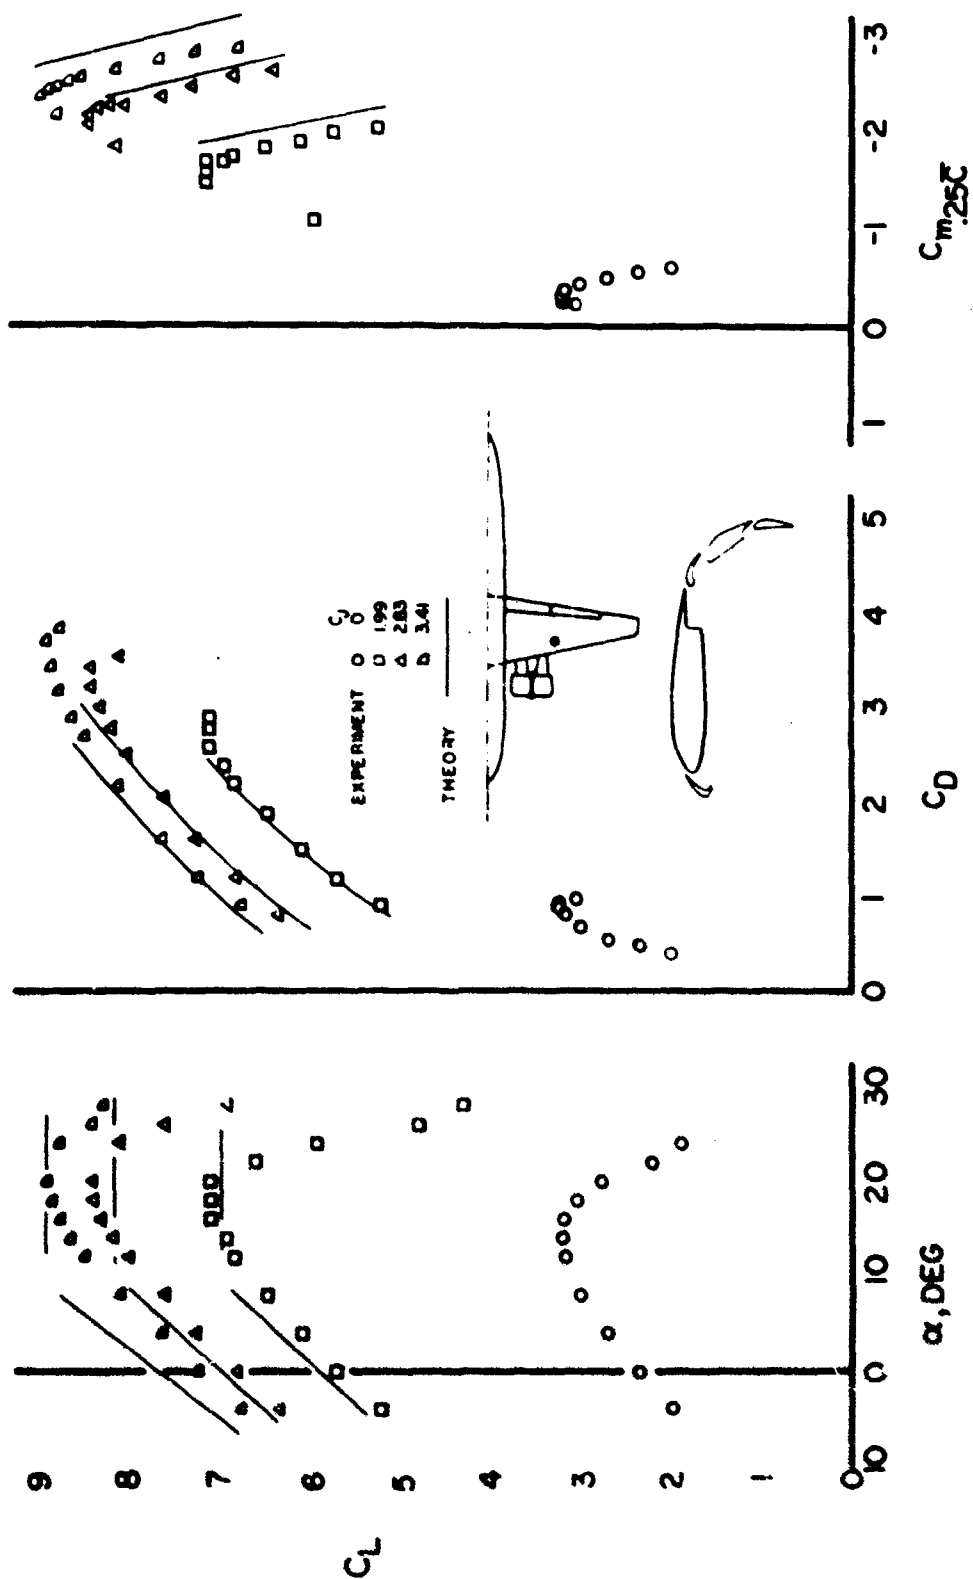 C_L
9
8
7
6
5
4
3
2
1
0
10 0 10 20 30
α, DEG
0 1 2 3 4 5
C_D
EXPERIMENT C_J
○ 0
□ 1.99
△ 2.83
3.41
THEORY
1 0 -1 -2 -3
C_m.25c̄